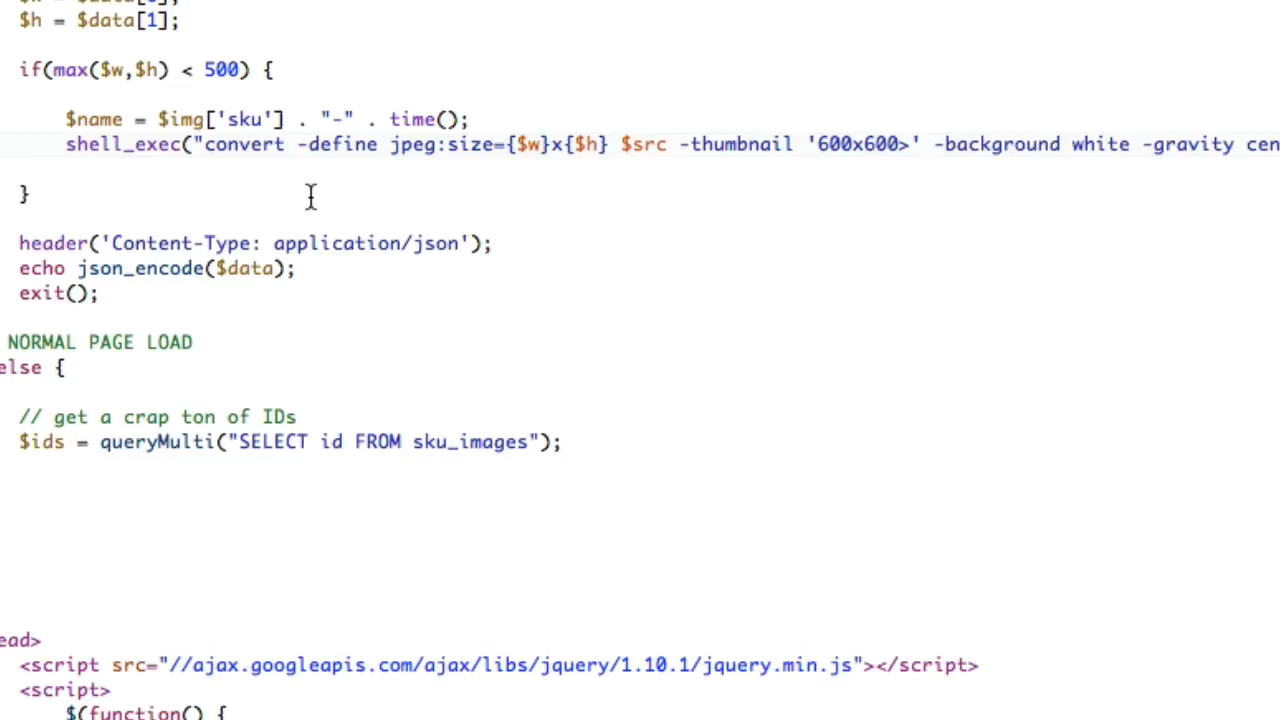 $h = $data[1];
if(max($w,$h) < 500) {
$name = $img['sku'] . "-" . time();
shell_exec("convert -define jpeg:size={$w}x{$h} $src -thumbnail '600x600>' -background white -gravity cen
}
header('Content-Type: application/json');
echo json_encode($data);
exit();
NORMAL PAGE LOAD
else {
// get a crap ton of IDs
$ids = queryMulti("SELECT id FROM sku_images");
ead>
<script src="//ajax.googleapis.com/ajax/libs/jquery/1.10.1/jquery.min.js"></script>
<script>
$(function() {